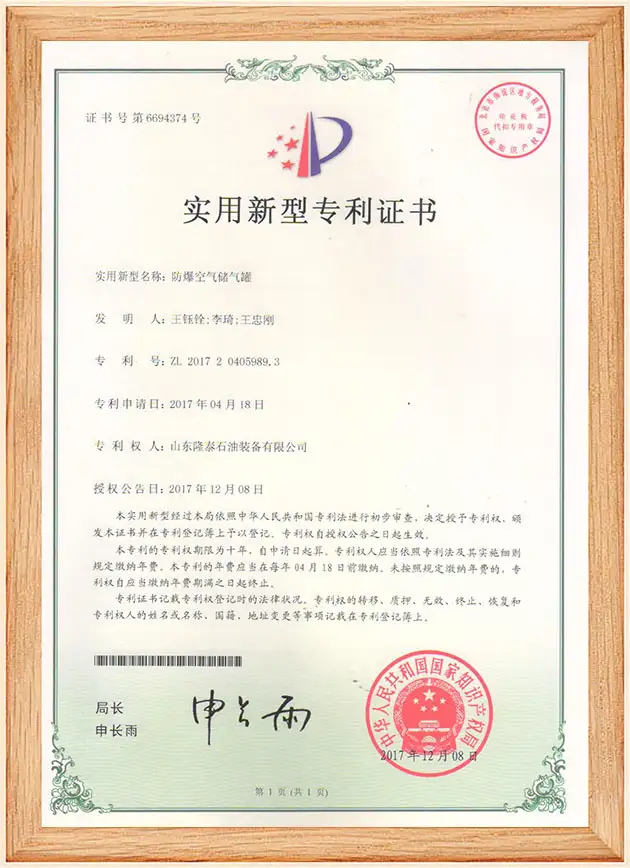 证书号第6694374号
印花税
代扣专用章
国家知识产权局
实用新型专利证书
实用新型名称：防爆空气储气罐
发明人：王钰铨;李琦;王忠刚
专利号：ZL 2017 2 0405989.3
专利申请日：2017年04月18日
专利权人：山东隆泰石油装备有限公司
授权公告日：2017年12月08日
本实用新型经过本局依照中华人民共和国专利法进行初步审查，决定授予专利权，颁
发本证书并在专利登记簿上予以登记。专利权自授权公告之日起生效。
本专利的专利权期限为十年，自申请日起算。专利权人应当依照专利法及其实施细则
规定缴纳年费。本专利的年费应当在每年04月18日前缴纳。未按照规定缴纳年费的，专
利权自应当缴纳年费期满之日起终止。
专利证书记载专利权登记时的法律状况。专利权的转移、质押、无效、终止、恢复和
专利权人的姓名或名称、国籍、地址变更等事项记载在专利登记簿上。
局长
申长雨
申长雨
中华人民共和国国家知识产权局
2017年12月08日
第1页(共1页)